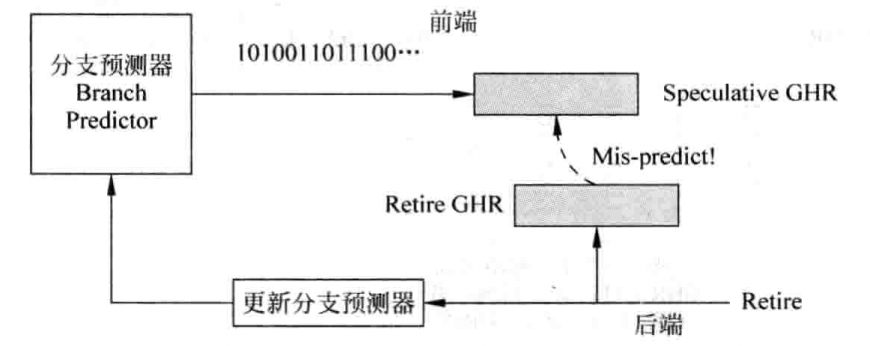 前端
分支预测器
Branch
Predictor
1010011011100···
Speculative GHR
Mis-predict!
Retire GHR
更新分支预测器
Retire
后端